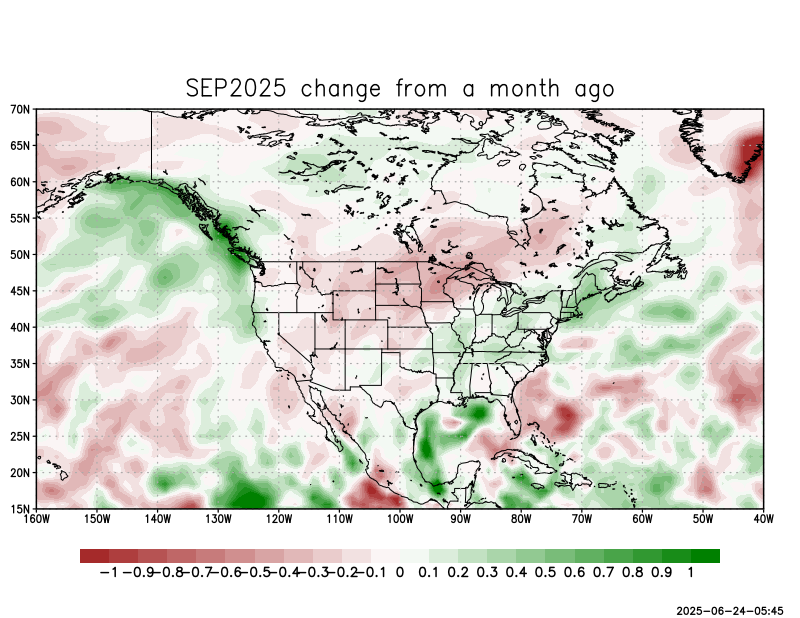 SEP2025 change from a month ago
70N
65N
60N
55N
50N
45N
40N
35N
30N
25N
20N
15N
160W 150W 140W 130W 120W 110W 100W 90W 80W 70W 60W 50W 40W
-1 -0.9 -0.8 -0.7 -0.6 -0.5 -0.4 -0.3 -0.2 -0.1 0 0.1 0.2 0.3 0.4 0.5 0.6 0.7 0.8 0.9 1
2025-06-24-05:45